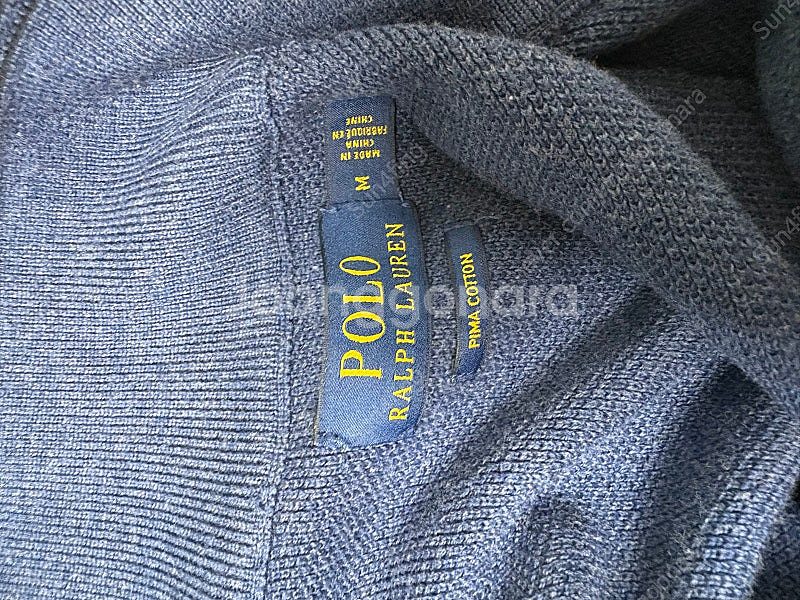 POLO
RALPH LAUREN
M
MADE IN
CHINA
FABRIQUÉ EN
CHINE
PIMA COTTON